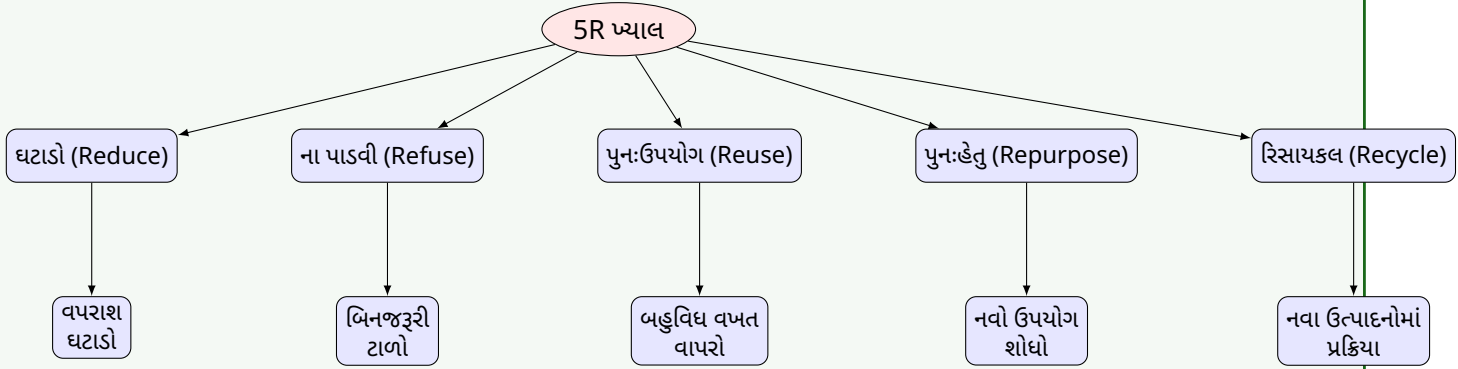 5R ખ્યાલ
ઘટાડો (Reduce)
ના પાડવી (Refuse)
પુનઃઉપયોગ (Reuse)
પુનઃહેતુ (Repurpose)
રિસાયકલ (Recycle)
વપરાશ
ઘટાડો
બિનજરૂરી
ટાળો
બહુવિધ વખત
વાપરો
નવો ઉપયોગ
શોધો
નવા ઉત્પાદનોમાં
પ્રક્રિયા